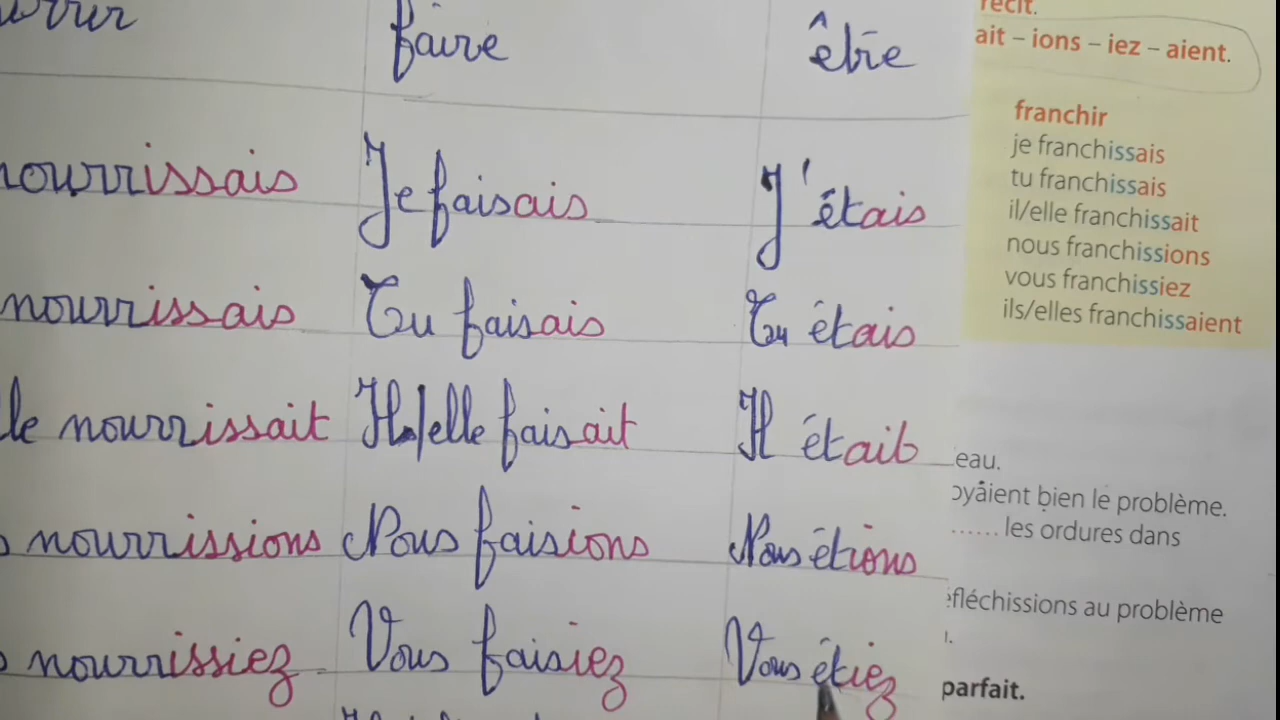 faire être
nourrissais Je faisais J'étais
nourrissais Tu faisais Tu étais
le nourrissait Il/elle faisait Il était
nourrissions Nous faisions Nous étions
nourrissiez Vous faisiez Vous étiez
récit.
ait – ions – iez – aient.
franchir
je franchissais
tu franchissais
il/elle franchissait
nous franchissions
vous franchissiez
ils/elles franchissaient
eau.
oyaient bien le problème.
...... les ordures dans
éfléchissions au problème
parfait.